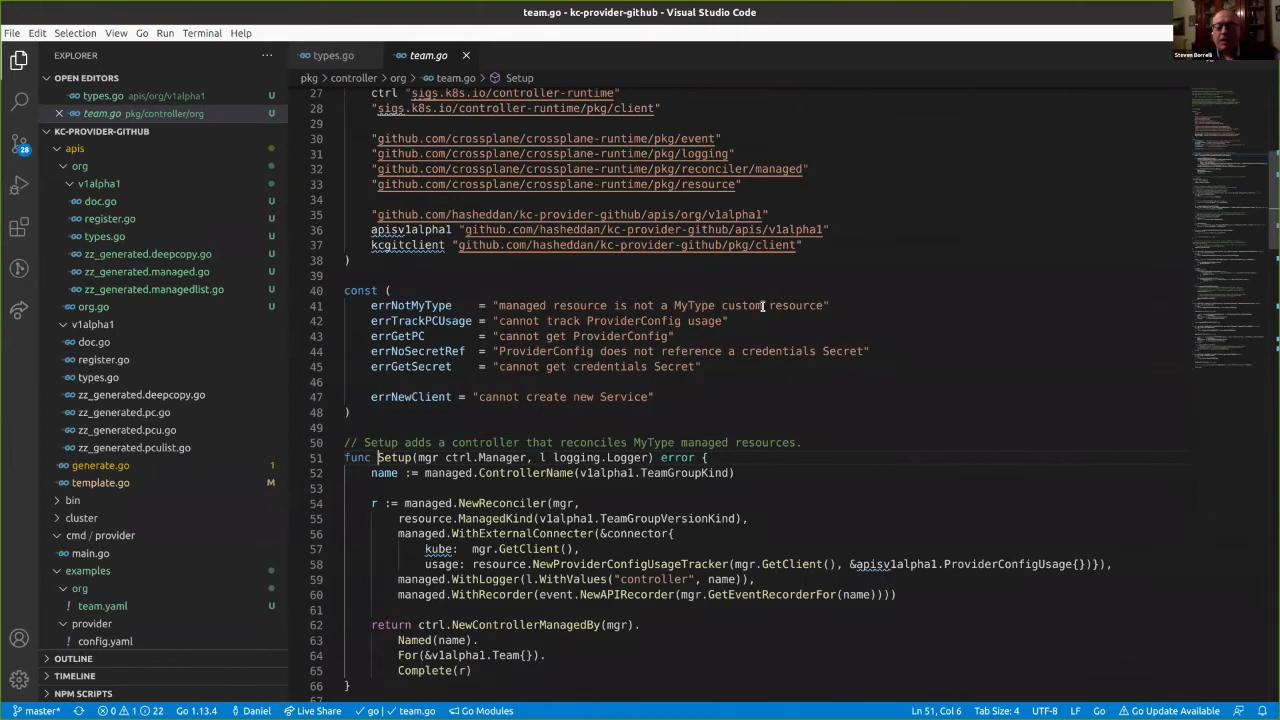 team.go - kc-provider-github - Visual Studio Code
File Edit Selection View Go Run Terminal Help
Steven Borrelli
EXPLORER
OPEN EDITORS
types.go apis/org/v1alpha1 U
team.go pkg/controller/org U
KC-PROVIDER-GITHUB
apis
org
v1alpha1
doc.go U
register.go U
types.go U
zz_generated.deepcopy.go U
zz_generated.managed.go U
zz_generated.managedlist.go U
org.go U
v1alpha1
doc.go
register.go
types.go
zz_generated.deepcopy.go
zz_generated.pc.go
zz_generated.pcu.go
zz_generated.pculist.go
generate.go 1
template.go M
bin
cluster
cmd / provider
main.go
examples
org
team.yaml U
provider
config.yaml
OUTLINE
TIMELINE
NPM SCRIPTS
28
types.go team.go
pkg controller org team.go Setup
27 ctrl "sigs.k8s.io/controller-runtime"
28 "sigs.k8s.io/controller-runtime/pkg/client"
29
30 "github.com/crossplane/crossplane-runtime/pkg/event"
31 "github.com/crossplane/crossplane-runtime/pkg/logging"
32 "github.com/crossplane/crossplane-runtime/pkg/reconciler/managed"
33 "github.com/crossplane/crossplane-runtime/pkg/resource"
34
35 "github.com/hasheddan/kc-provider-github/apis/org/v1alpha1"
36 apisv1alpha1 "github.com/hasheddan/kc-provider-github/apis/v1alpha1"
37 kcgitclient "github.com/hasheddan/kc-provider-github/pkg/client"
38 )
39
40 const (
41 errNotMyType = "managed resource is not a MyType custom resource"
42 errTrackPCUsage = "cannot track ProviderConfig usage"
43 errGetPC = "cannot get ProviderConfig"
44 errNoSecretRef = "ProviderConfig does not reference a credentials Secret"
45 errGetSecret = "cannot get credentials Secret"
46
47 errNewClient = "cannot create new Service"
48 )
49
50 // Setup adds a controller that reconciles MyType managed resources.
51 func Setup(mgr ctrl.Manager, l logging.Logger) error {
52 name := managed.ControllerName(v1alpha1.TeamGroupKind)
53
54 r := managed.NewReconciler(mgr,
55 resource.ManagedKind(v1alpha1.TeamGroupVersionKind),
56 managed.WithExternalConnecter(&connector{
57 kube: mgr.GetClient(),
58 usage: resource.NewProviderConfigUsageTracker(mgr.GetClient(), &apisv1alpha1.ProviderConfigUsage{})}),
59 managed.WithLogger(l.WithValues("controller", name)),
60 managed.WithRecorder(event.NewAPIRecorder(mgr.GetEventRecorderFor(name))))
61
62 return ctrl.NewControllerManagedBy(mgr).
63 Named(name).
64 For(&v1alpha1.Team{}).
65 Complete(r)
66 }
67
master* 0 1 22 Go 1.13.4 Daniel Live Share go | team.go Go Modules Ln 51, Col 6 Tab Size: 4 UTF-8 LF Go Go Update Available